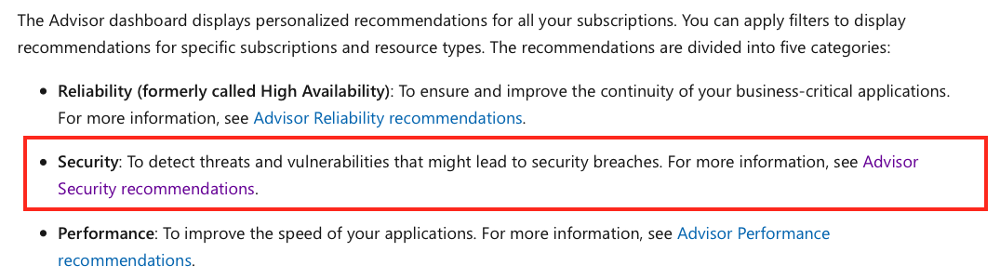 The Advisor dashboard displays personalized recommendations for all your subscriptions. You can apply filters to display
recommendations for specific subscriptions and resource types. The recommendations are divided into five categories:
• Reliability (formerly called High Availability): To ensure and improve the continuity of your business-critical applications.
For more information, see Advisor Reliability recommendations.
• Security: To detect threats and vulnerabilities that might lead to security breaches. For more information, see Advisor
Security recommendations.
• Performance: To improve the speed of your applications. For more information, see Advisor Performance
recommendations.